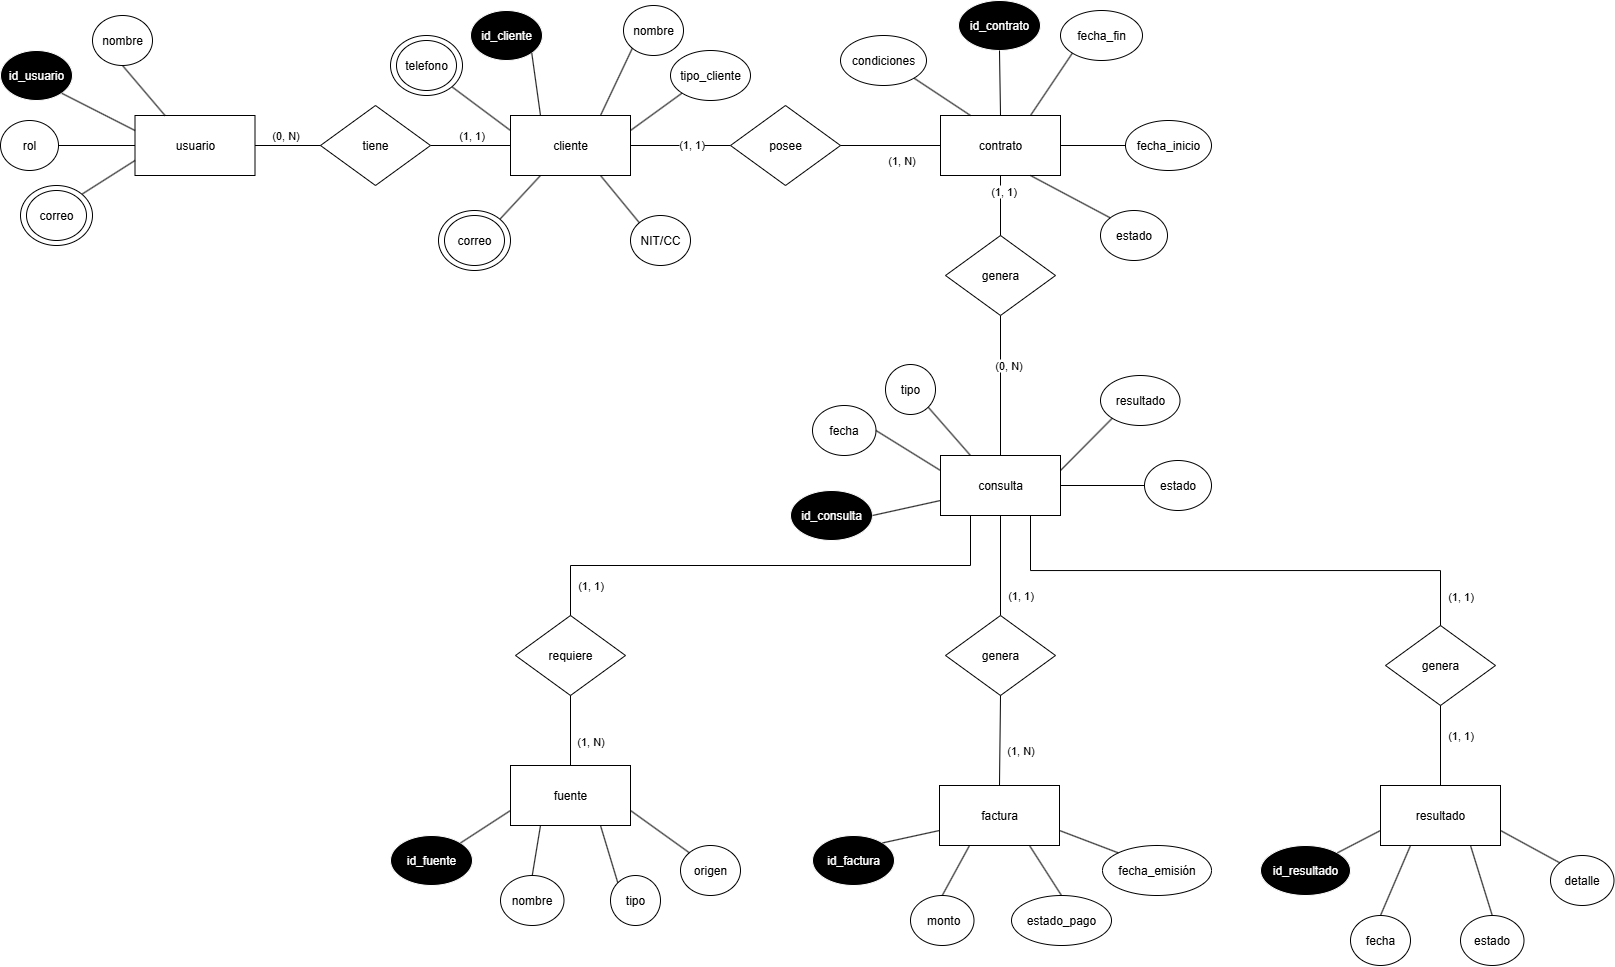 id_usuario
nombre
rol
correo
usuario
(0, N)
tiene
(1, 1)
telefono
id_cliente
nombre
tipo_cliente
cliente
correo
NIT/CC
(1, 1)
posee
(1, N)
condiciones
id_contrato
fecha_fin
contrato
fecha_inicio
estado
(1, 1)
genera
(0, N)
tipo
fecha
resultado
consulta
estado
id_consulta
(1, 1)
requiere
(1, N)
fuente
id_fuente
nombre
tipo
origen
(1, 1)
genera
(1, N)
factura
id_factura
monto
estado_pago
fecha_emisión
(1, 1)
genera
(1, 1)
resultado
id_resultado
fecha
estado
detalle